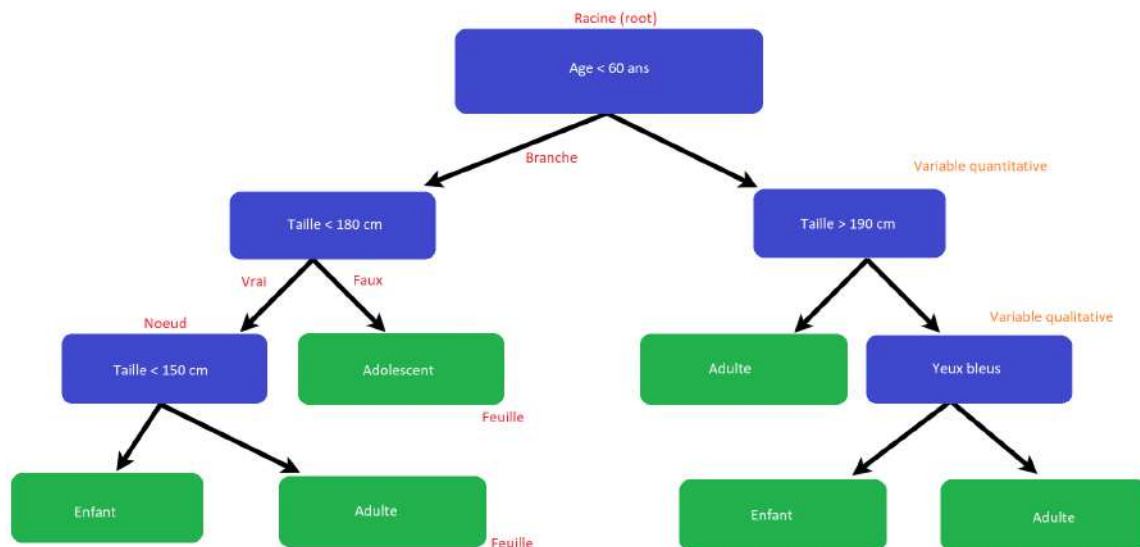 Racine (root)
Age < 60 ans
Branche
Variable quantitative
Taille < 180 cm
Taille > 190 cm
Vrai
Faux
Noeud
Variable qualitative
Taille < 150 cm
Adolescent
Adulte
Yeux bleus
Feuille
Enfant
Adulte
Enfant
Adulte
Feuille